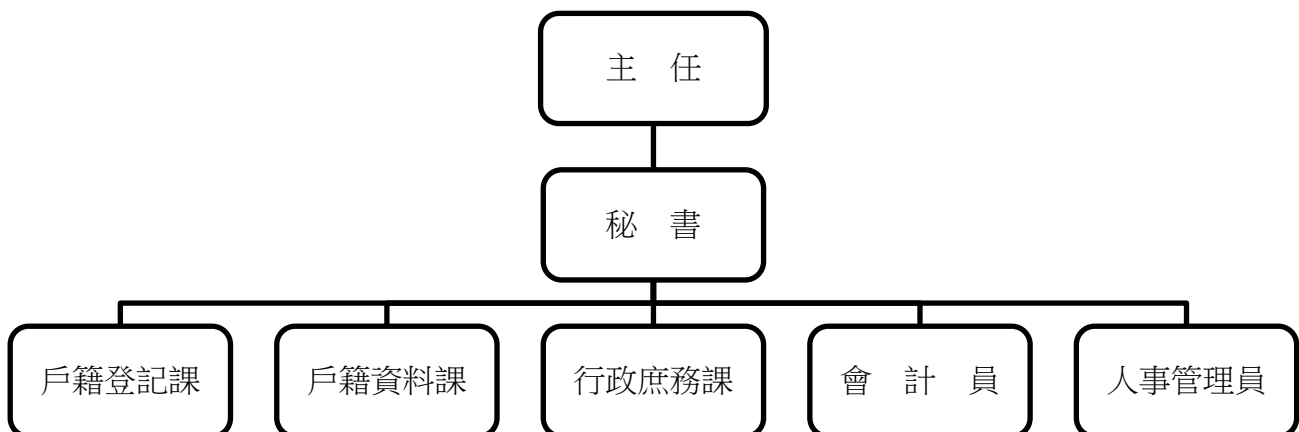 主　任
秘　書
戶籍登記課
戶籍資料課
行政庶務課
會　計　員
人事管理員